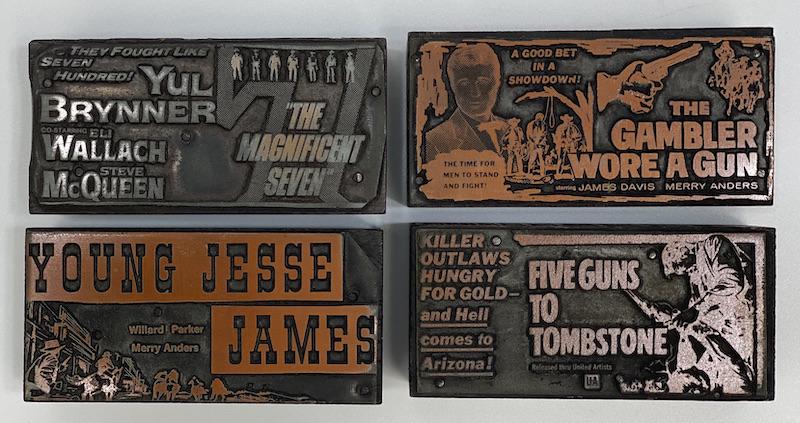 THEY FOUGHT LIKE
SEVEN
HUNDRED!
YUL
BRYNNER
CO-STARRING ELI
WALLACH
STEVE
McQUEEN
7
"THE
MAGNIFICENT
SEVEN"
A GOOD BET
IN A
SHOWDOWN!
THE TIME FOR
MEN TO STAND
AND FIGHT!
THE
GAMBLER
WORE A GUN
starring JAMES DAVIS MERRY ANDERS
YOUNG JESSE
JAMES
Willard Parker
Merry Anders
KILLER
OUTLAWS
HUNGRY
FOR GOLD—
and Hell
comes to
Arizona!
FIVE GUNS
TO
TOMBSTONE
Released thru United Artists
UA